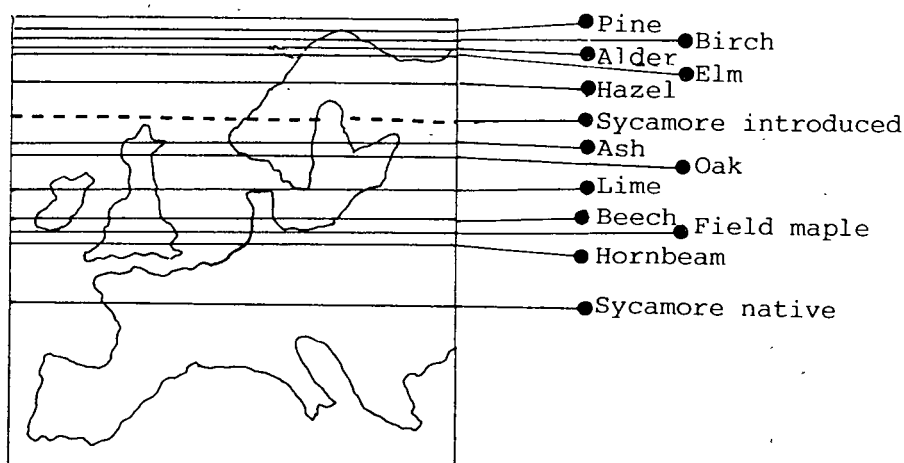 Pine
Birch
Alder
Elm
Hazel
Sycamore introduced
Ash
Oak
Lime
Beech
Field maple
Hornbeam
Sycamore native